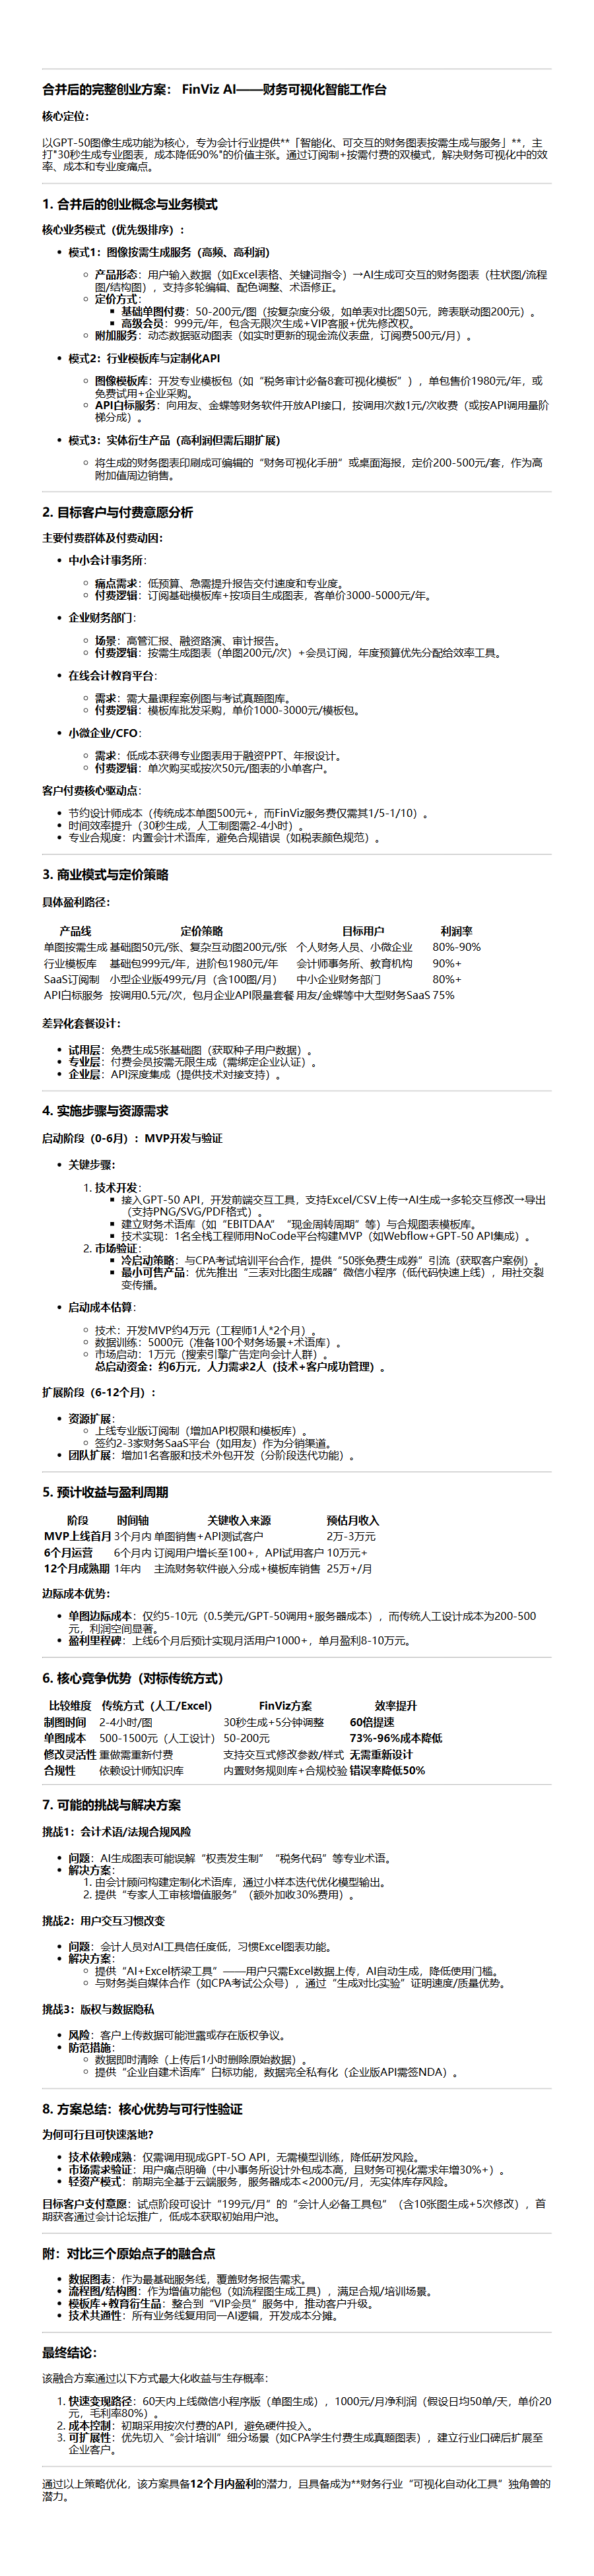 合并后的完整创业方案： FinViz AI——财务可视化智能工作台
核心定位：
以GPT-50图像生成功能为核心，专为会计行业提供**「智能化、可交互的财务图表按需生成与服务」**，主
打"30秒生成专业图表，成本降低90%"的价值主张。通过订阅制+按需付费的双模式，解决财务可视化中的效
率、成本和专业度痛点。
1. 合并后的创业概念与业务模式
核心业务模式（优先级排序）：
• 模式1：图像按需生成服务（高频、高利润）
○ 产品形态：用户输入数据（如Excel表格、关键词指令）→AI生成可交互的财务图表（柱状图/流程
图/结构图），支持多轮编辑、配色调整、术语修正。
○ 定价方式：
■ 基础单图付费：50-200元/图（按复杂度分级，如单表对比图50元，跨表联动图200元）。
■ 高级会员：999元/年，包含无限次生成+VIP客服+优先修改权。
○ 附加服务：动态数据驱动图表（如实时更新的现金流仪表盘，订阅费500元/月）。
• 模式2：行业模板库与定制化API
○ 图像模板库：开发专业模板包（如“税务审计必备8套可视化模板”），单包售价1980元/年，或
免费试用+企业采购。
○ API白标服务：向用友、金蝶等财务软件开放API接口，按调用次数1元/次收费（或按API调用量阶
梯分成）。
• 模式3：实体衍生产品（高利润但需后期扩展）
○ 将生成的财务图表印刷成可编辑的“财务可视化手册”或桌面海报，定价200-500元/套，作为高
附加值周边销售。
2. 目标客户与付费意愿分析
主要付费群体及付费动因：
• 中小会计事务所：
○ 痛点需求：低预算、急需提升报告交付速度和专业度。
○ 付费逻辑：订阅基础模板库+按项目生成图表，客单价3000-5000元/年。
• 企业财务部门：
○ 场景：高管汇报、融资路演、审计报告。
○ 付费逻辑：按需生成图表（单图200元/次）+会员订阅，年度预算优先分配给效率工具。
• 在线会计教育平台：
○ 需求：需大量课程案例图与考试真题图库。
○ 付费逻辑：模板库批发采购，单价1000-3000元/模板包。
• 小微企业/CFO：
○ 需求：低成本获得专业图表用于融资PPT、年报设计。
○ 付费逻辑：单次购买或按次50元/图表的小单客户。
客户付费核心驱动点：
• 节约设计师成本（传统成本单图500元+，而FinViz服务费仅需其1/5-1/10）。
• 时间效率提升（30秒生成，人工制图需2-4小时）。
• 专业合规度：内置会计术语库，避免合规错误（如税表颜色规范）。
3. 商业模式与定价策略
具体盈利路径：
产品线 定价策略 目标用户 利润率
单图按需生成 基础图50元/张、复杂互动图200元/张 个人财务人员、小微企业 80%-90%
行业模板库 基础包999元/年，进阶包1980元/年 会计师事务所、教育机构 90%+
SaaS订阅制 小型企业版499元/月（含100图/月） 中小企业财务部门 80%+
API白标服务 按调用0.5元/次，包月企业API限量套餐 用友/金蝶等中大型财务SaaS 75%
差异化套餐设计：
• 试用层：免费生成5张基础图（获取种子用户数据）。
• 专业层：付费会员按需无限生成（需绑定企业认证）。
• 企业层：API深度集成（提供技术对接支持）。
4. 实施步骤与资源需求
启动阶段（0-6月）：MVP开发与验证
• 关键步骤：
1. 技术开发：
■ 接入GPT-50 API，开发前端交互工具，支持Excel/CSV上传→AI生成→多轮交互修改→导出
（支持PNG/SVG/PDF格式）。
■ 建立财务术语库（如“EBITDAA”“现金周转周期”等）与合规图表模板库。
■ 技术实现：1名全栈工程师用NoCode平台构建MVP（如Webflow+GPT-50 API集成）。
2. 市场验证：
■ 冷启动策略：与CPA考试培训平台合作，提供“50张免费生成券”引流（获取客户案例）。
■ 最小可售产品：优先推出“三表对比图生成器”微信小程序（低代码快速上线），用社交裂
变传播。
• 启动成本估算：
○ 技术：开发MVP约4万元（工程师1人*2个月）。
○ 数据训练：5000元（准备100个财务场景+术语库）。
○ 市场启动：1万元（搜索引擎广告定向会计人群）。
总启动资金：约6万元，人力需求2人（技术+客户成功管理）。
扩展阶段（6-12个月）：
• 资源扩展：
○ 上线专业版订阅制（增加API权限和模板库）。
○ 签约2-3家财务SaaS平台（如用友）作为分销渠道。
• 团队扩展：增加1名客服和技术外包开发（分阶段迭代功能）。
5. 预计收益与盈利周期
阶段 时间轴 关键收入来源 预估月收入
MVP上线首月 3个月内 单图销售+API测试客户 2万-3万元
6个月运营 6个月内 订阅用户增长至100+，API试用客户 10万元+
12个月成熟期 1年内 主流财务软件嵌入分成+模板库销售 25万+/月
边际成本优势：
• 单图边际成本：仅约5-10元（0.5美元/GPT-50调用+服务器成本），而传统人工设计成本为200-500
元，利润空间显著。
• 盈利里程碑：上线6个月后预计实现月活用户1000+，单月盈利8-10万元。
6. 核心竞争优势（对标传统方式）
比较维度 传统方式（人工/Excel） FinViz方案 效率提升
制图时间 2-4小时/图 30秒生成+5分钟调整 60倍提速
单图成本 500-1500元（人工设计） 50-200元 73%-96%成本降低
修改灵活性 重做需重新付费 支持交互式修改参数/样式 无需重新设计
合规性 依赖设计师知识库 内置财务规则库+合规校验 错误率降低50%
7. 可能的挑战与解决方案
挑战1：会计术语/法规合规风险
• 问题：AI生成图表可能误解“权责发生制”“税务代码”等专业术语。
• 解决方案：
1. 由会计顾问构建定制化术语库，通过小样本迭代优化模型输出。
2. 提供“专家人工审核增值服务”（额外加收30%费用）。
挑战2：用户交互习惯改变
• 问题：会计人员对AI工具信任度低，习惯Excel图表功能。
• 解决方案：
○ 提供“AI+Excel桥梁工具”——用户只需Excel数据上传，AI自动生成，降低使用门槛。
○ 与财务类自媒体合作（如CPA考试公众号），通过“生成对比实验”证明速度/质量优势。
挑战3：版权与数据隐私
• 风险：客户上传数据可能泄露或存在版权争议。
• 防范措施：
○ 数据即时清除（上传后1小时删除原始数据）。
○ 提供“企业自建术语库”白标功能，数据完全私有化（企业版API需签NDA）。
8. 方案总结：核心优势与可行性验证
为何可行且可快速落地？
• 技术依赖成熟：仅需调用现成GPT-5O API，无需模型训练，降低研发风险。
• 市场需求验证：用户痛点明确（中小事务所设计外包成本高，且财务可视化需求年增30%+）。
• 轻资产模式：前期完全基于云端服务，服务器成本<2000元/月，无实体库存风险。
目标客户支付意愿：试点阶段可设计“199元/月”的“会计人必备工具包”（含10张图生成+5次修改），首
期获客通过会计论坛推广，低成本获取初始用户池。
附：对比三个原始点子的融合点
• 数据图表：作为最基础服务线，覆盖财务报告需求。
• 流程图/结构图：作为增值功能包（如流程图生成工具），满足合规/培训场景。
• 模板库+教育衍生品：整合到“VIP会员”服务中，推动客户升级。
• 技术共通性：所有业务线复用同一AI逻辑，开发成本分摊。
最终结论：
该融合方案通过以下方式最大化收益与生存概率：
1. 快速变现路径：60天内上线微信小程序版（单图生成），1000元/月净利润（假设日均50单/天，单价20
元，毛利率80%）。
2. 成本控制：初期采用按次付费的API，避免硬件投入。
3. 可扩展性：优先切入“会计培训”细分场景（如CPA学生付费生成真题图表），建立行业口碑后扩展至
企业客户。
通过以上策略优化，该方案具备12个月内盈利的潜力，且具备成为**财务行业“可视化自动化工具”独角兽的
潜力。